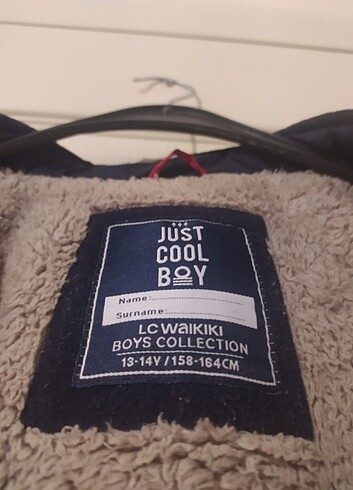 JUST
COOL
BOY
Name:
Surname:
LC WAIKIKI
BOYS COLLECTION
13-14Y / 158-164CM